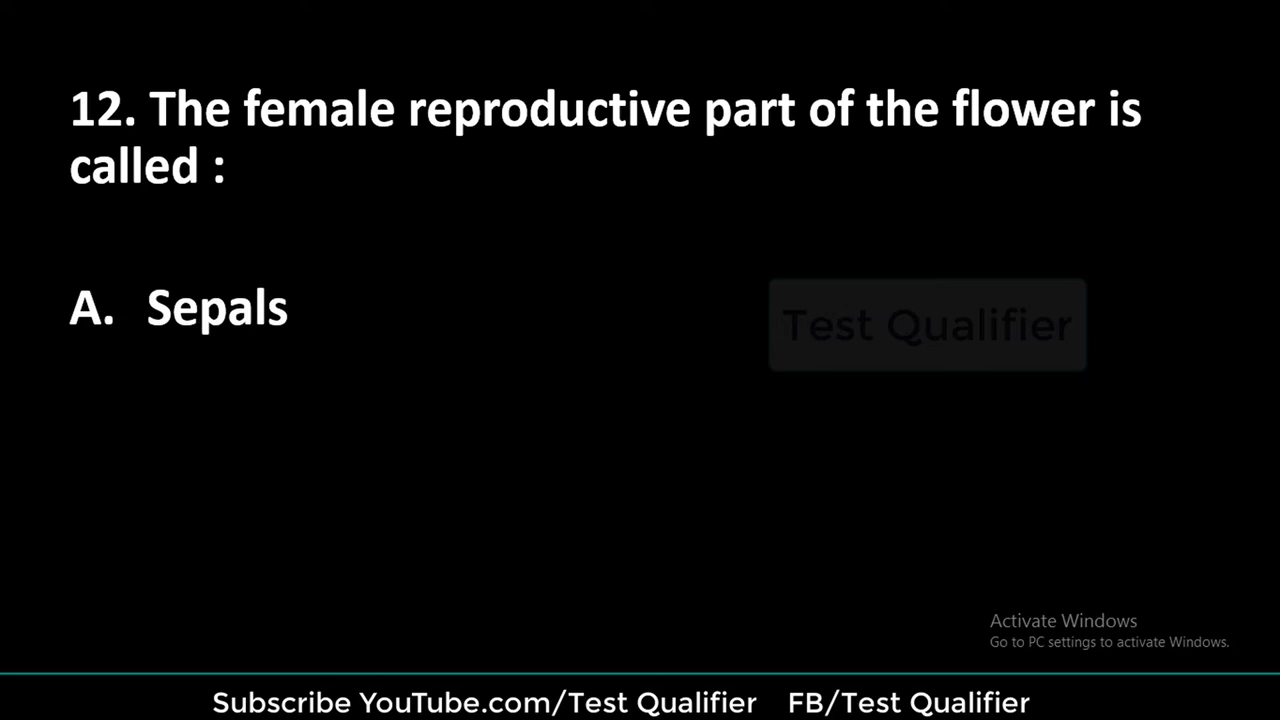 12. The female reproductive part of the flower is
called :
A. Sepals
Test Qualifier
Activate Windows
Go to PC settings to activate Windows.
Subscribe YouTube.com/Test Qualifier FB/Test Qualifier